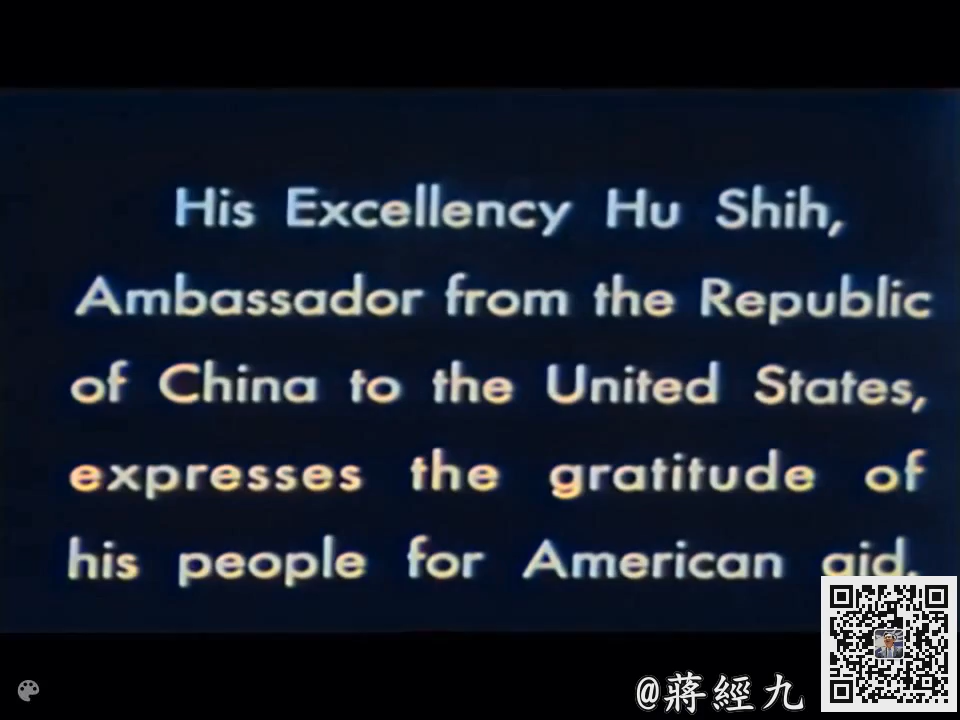 His Excellency Hu Shih,
Ambassador from the Republic
of China to the United States,
expresses the gratitude of
his people for American aid.
@蔣經九